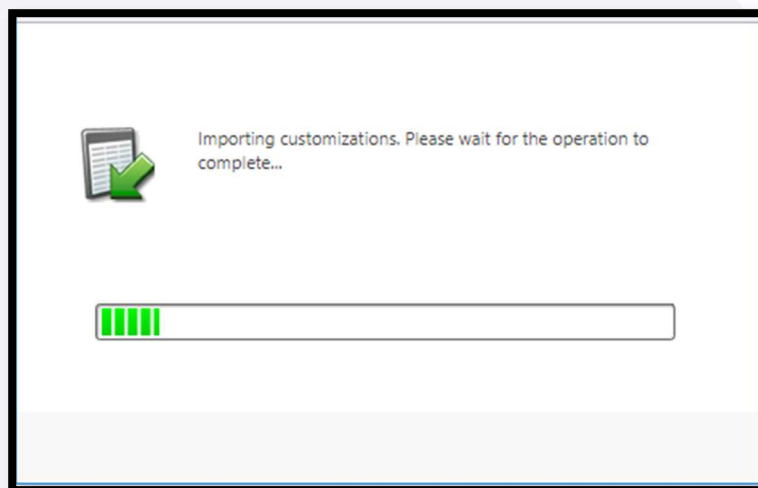 Importing customizations. Please wait for the operation to
complete...